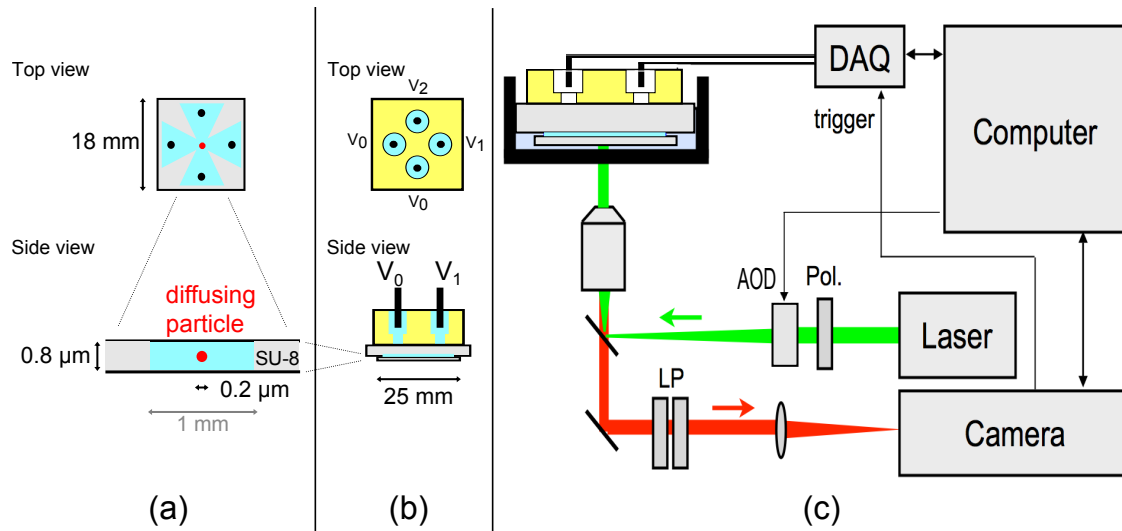 Top view
18 mm
Side view
diffusing
particle
0.8 µm
SU-8
0.2 µm
1 mm
(a)
Top view
V2
V0
V1
V0
Side view
V0
V1
25 mm
(b)
DAQ
trigger
Computer
AOD
Pol.
Laser
LP
Camera
(c)